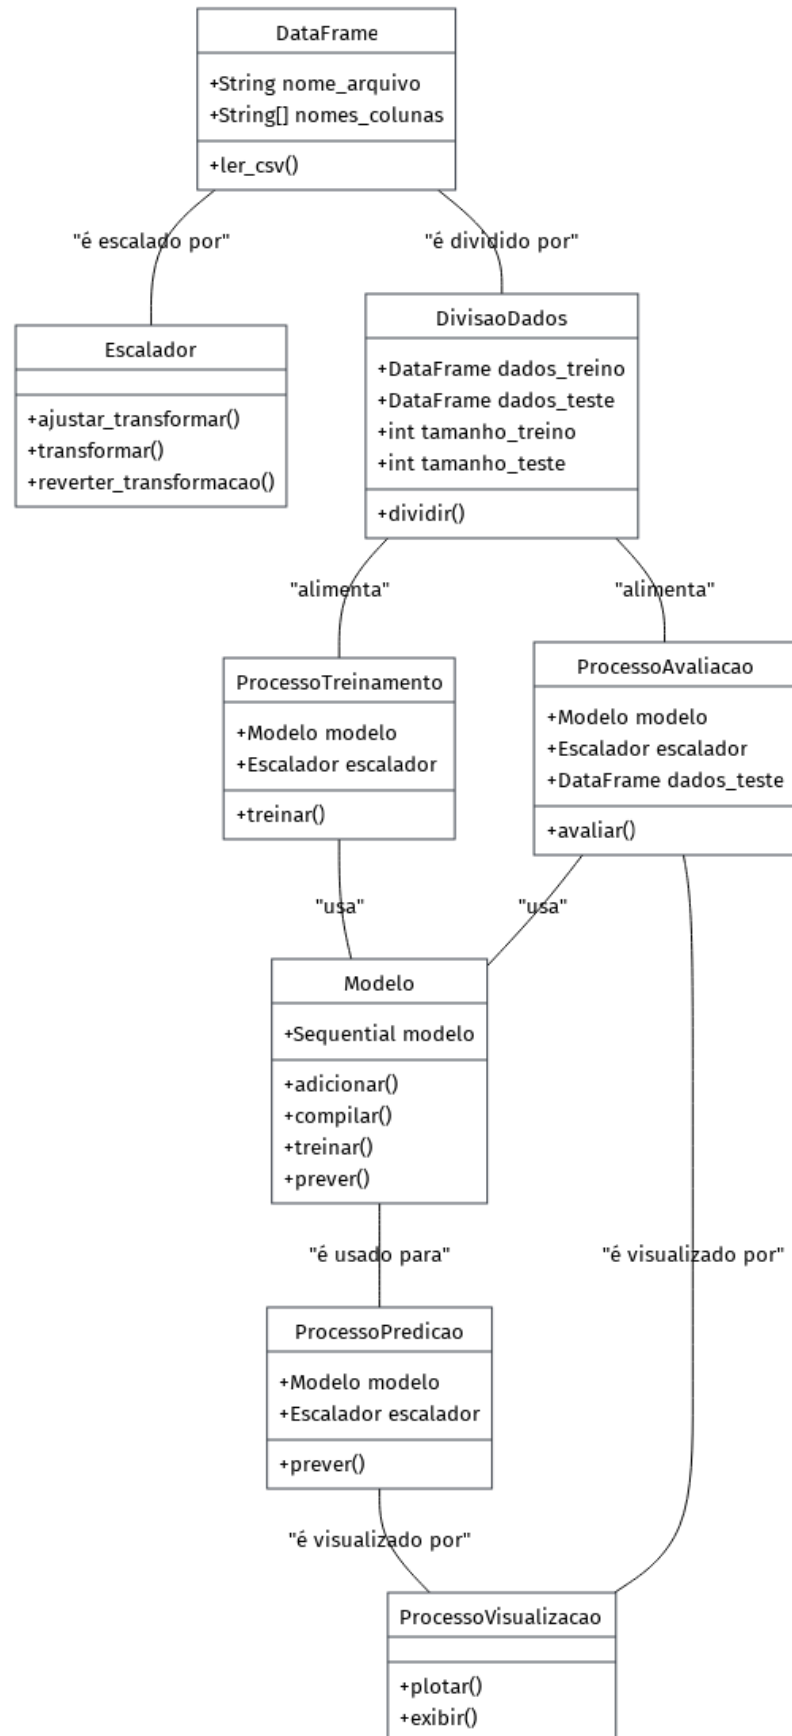 DataFrame
+String nome_arquivo
+String[] nomes_colunas
+ler_csv()
"é escalado por"
"é dividido por"
Escalador
+ajustar_transformar()
+transformar()
+reverter_transformacao()
DivisaoDados
+DataFrame dados_treino
+DataFrame dados_teste
+int tamanho_treino
+int tamanho_teste
+dividir()
"alimenta"
"alimenta"
ProcessoTreinamento
+Modelo modelo
+Escalador escalador
+treinar()
ProcessoAvaliacao
+Modelo modelo
+Escalador escalador
+DataFrame dados_teste
+avaliar()
"usa"
"usa"
Modelo
+Sequential modelo
+adicionar()
+compilar()
+treinar()
+prever()
"é usado para"
"é visualizado por"
ProcessoPredicao
+Modelo modelo
+Escalador escalador
+prever()
"é visualizado por"
ProcessoVisualizacao
+plotar()
+exibir()